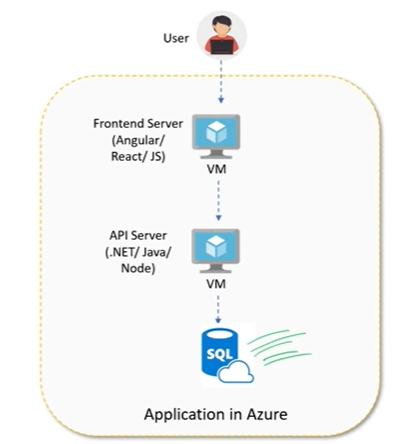 User
Frontend Server
(Angular/
React/ JS)
VM
API Server
(.NET/ Java/
Node)
VM
SQL
Application in Azure